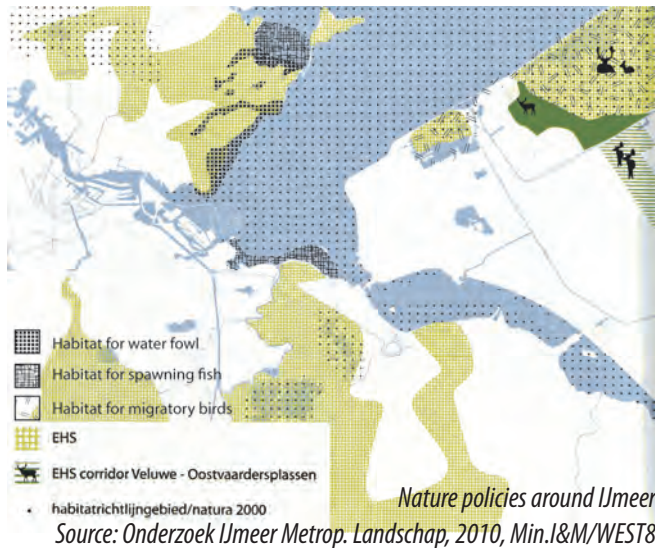 Habitat for water fowl
Habitat for spawning fish
Habitat for migratory birds
EHS
EHS corridor Veluwe - Oostvaardersplassen
habitatrichtlijngebied/natura 2000
Nature policies around IJmeer
Source: Onderzoek IJmeer Metrop. Landschap, 2010, Min.I&M/WEST8